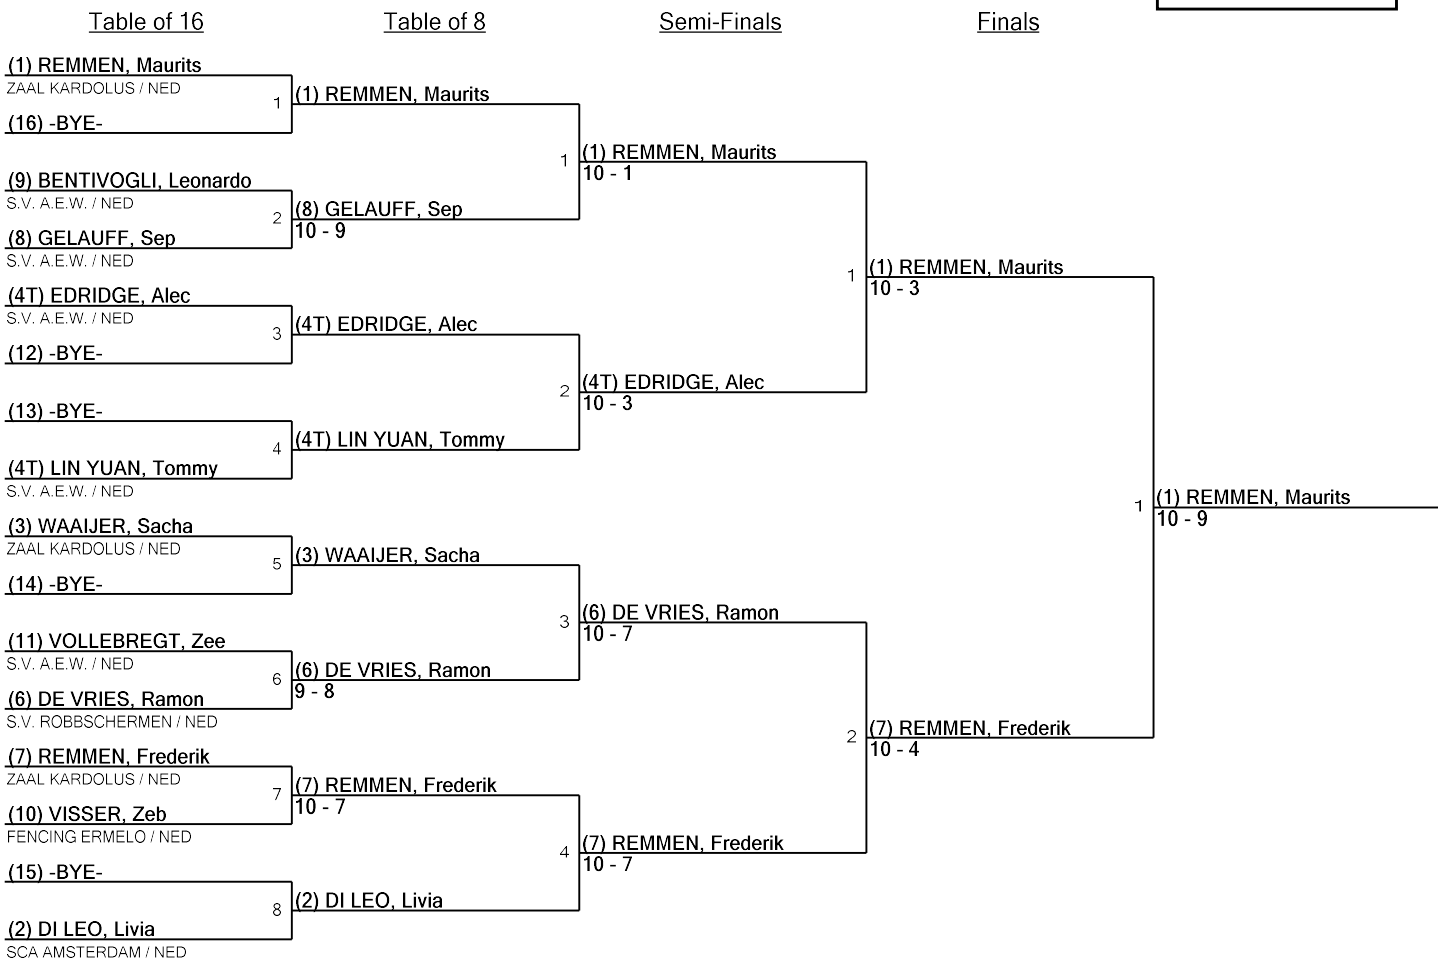 Table of 16
Table of 8
Semi-Finals
Finals
(1) REMMEN, Maurits
ZAAL KARDOLUS / NED
1
(16) -BYE-
(9) BENTIVOGLI, Leonardo
S.V. A.E.W. / NED
2
(8) GELAUFF, Sep
S.V. A.E.W. / NED
(4T) EDRIDGE, Alec
S.V. A.E.W. / NED
3
(12) -BYE-
(13) -BYE-
4
(4T) LIN YUAN, Tommy
S.V. A.E.W. / NED
(3) WAAIJER, Sacha
ZAAL KARDOLUS / NED
5
(14) -BYE-
(11) VOLLEBREGT, Zee
S.V. A.E.W. / NED
6
(6) DE VRIES, Ramon
S.V. ROBBSCHERMEN / NED
(7) REMMEN, Frederik
ZAAL KARDOLUS / NED
7
(10) VISSER, Zeb
FENCING ERMELO / NED
(15) -BYE-
8
(2) DI LEO, Livia
SCA AMSTERDAM / NED
(1) REMMEN, Maurits
1
(8) GELAUFF, Sep
10 - 9
(4T) EDRIDGE, Alec
2
(4T) LIN YUAN, Tommy
(3) WAAIJER, Sacha
3
(6) DE VRIES, Ramon
9 - 8
(7) REMMEN, Frederik
10 - 7
4
(2) DI LEO, Livia
(1) REMMEN, Maurits
10 - 1
1
(4T) EDRIDGE, Alec
10 - 3
(6) DE VRIES, Ramon
10 - 7
2
(7) REMMEN, Frederik
10 - 7
(1) REMMEN, Maurits
10 - 3
1
(7) REMMEN, Frederik
10 - 4
(1) REMMEN, Maurits
10 - 9